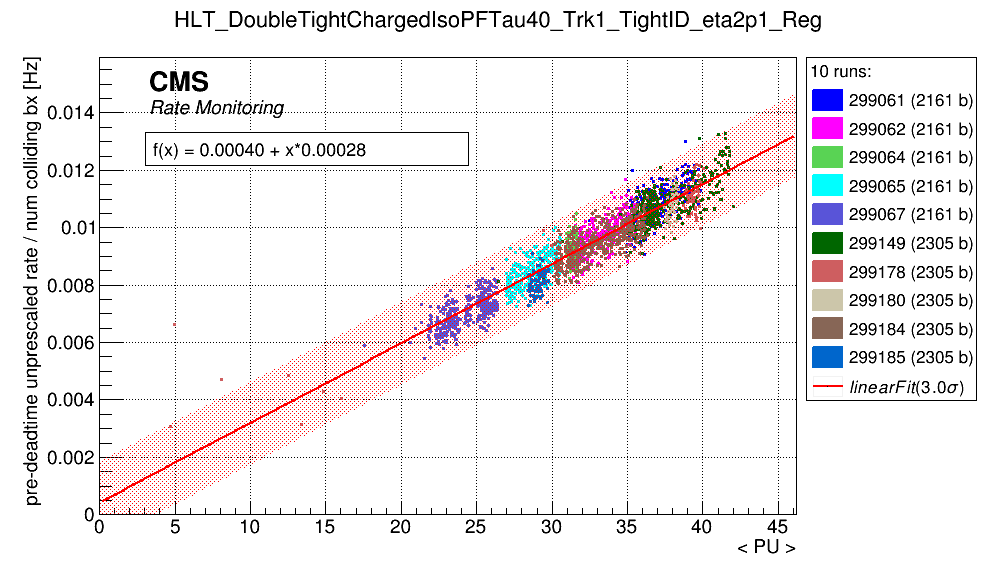 HLT_DoubleTightChargedIsoPFTau40_Trk1_TightID_eta2p1_Reg
pre-deadtime unprescaled rate / num colliding bx [Hz]
CMS
Rate Monitoring
f(x) = 0.00040 + x*0.00028
0.014
0.012
0.01
0.008
0.006
0.004
0.002
0
0 5 10 15 20 25 30 35 40 45
< PU >
10 runs:
299061 (2161 b)
299062 (2161 b)
299064 (2161 b)
299065 (2161 b)
299067 (2161 b)
299149 (2305 b)
299178 (2305 b)
299180 (2305 b)
299184 (2305 b)
299185 (2305 b)
linearFit(3.0σ)